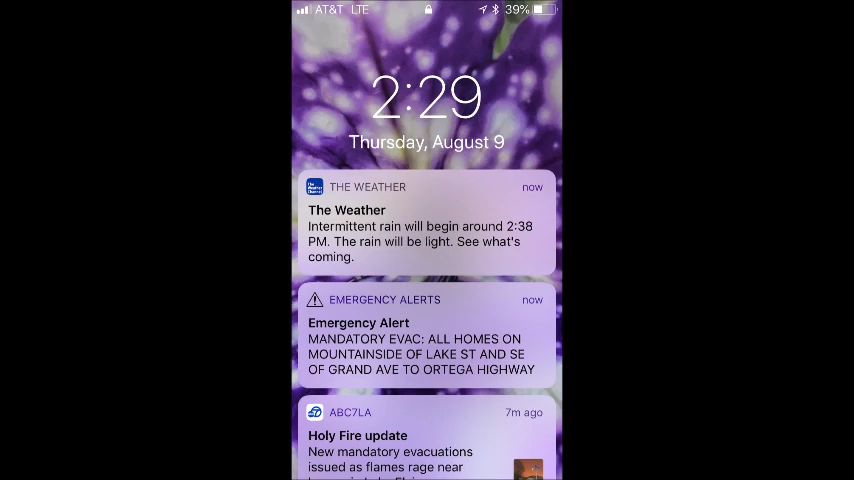 AT&T LTE 39%
2:29
Thursday, August 9
THE WEATHER now
The Weather
Intermittent rain will begin around 2:38
PM. The rain will be light. See what's
coming.
EMERGENCY ALERTS now
Emergency Alert
MANDATORY EVAC: ALL HOMES ON
MOUNTAINSIDE OF LAKE ST AND SE
OF GRAND AVE TO ORTEGA HIGHWAY
ABC7LA 7m ago
Holy Fire update
New mandatory evacuations
issued as flames rage near